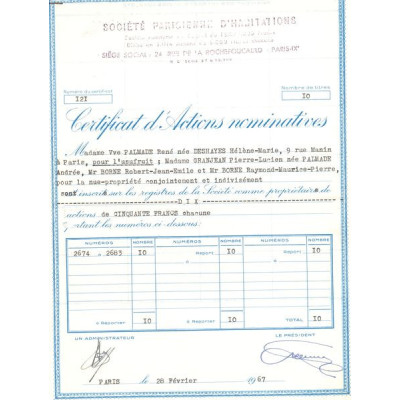 SOCIÉTÉ PARISIENNE D'HABITATIONS
SIÈGE SOCIAL - 24 RUE DE LA ROCHEFOUCAULD - PARIS-IXe
Numéro du certificat
Nombre de titres
121
10
Certificat d'Actions nominatives
Madame Vve PALMADE René née DESHAYES Hélène-Marie, 9 rue Mazin
à Paris, pour l'usufruit ; Madame GRANJEAN Pierre-Lucien née PALMADE
Andrée, Mr BORNE Robert-Jean-Emile et Mr BORNE Raymond-Maurice-Pierre,
pour la nue-propriété conjointement et indivisément
sont inscrits sur les registres de la Société comme propriétaires de
---D I X---
actions de CINQUANTE FRANCS chacune
portant les numéros ci-dessous:
NUMÉROS NOMBRE NUMÉROS NOMBRE NUMÉROS NOMBRE
2674 à 2683 10 Report 10 Report 10
à Reporter 10 à Reporter 10 TOTAL 10
UN ADMINISTRATEUR
LE PRÉSIDENT
PARIS le 28 Février 1967